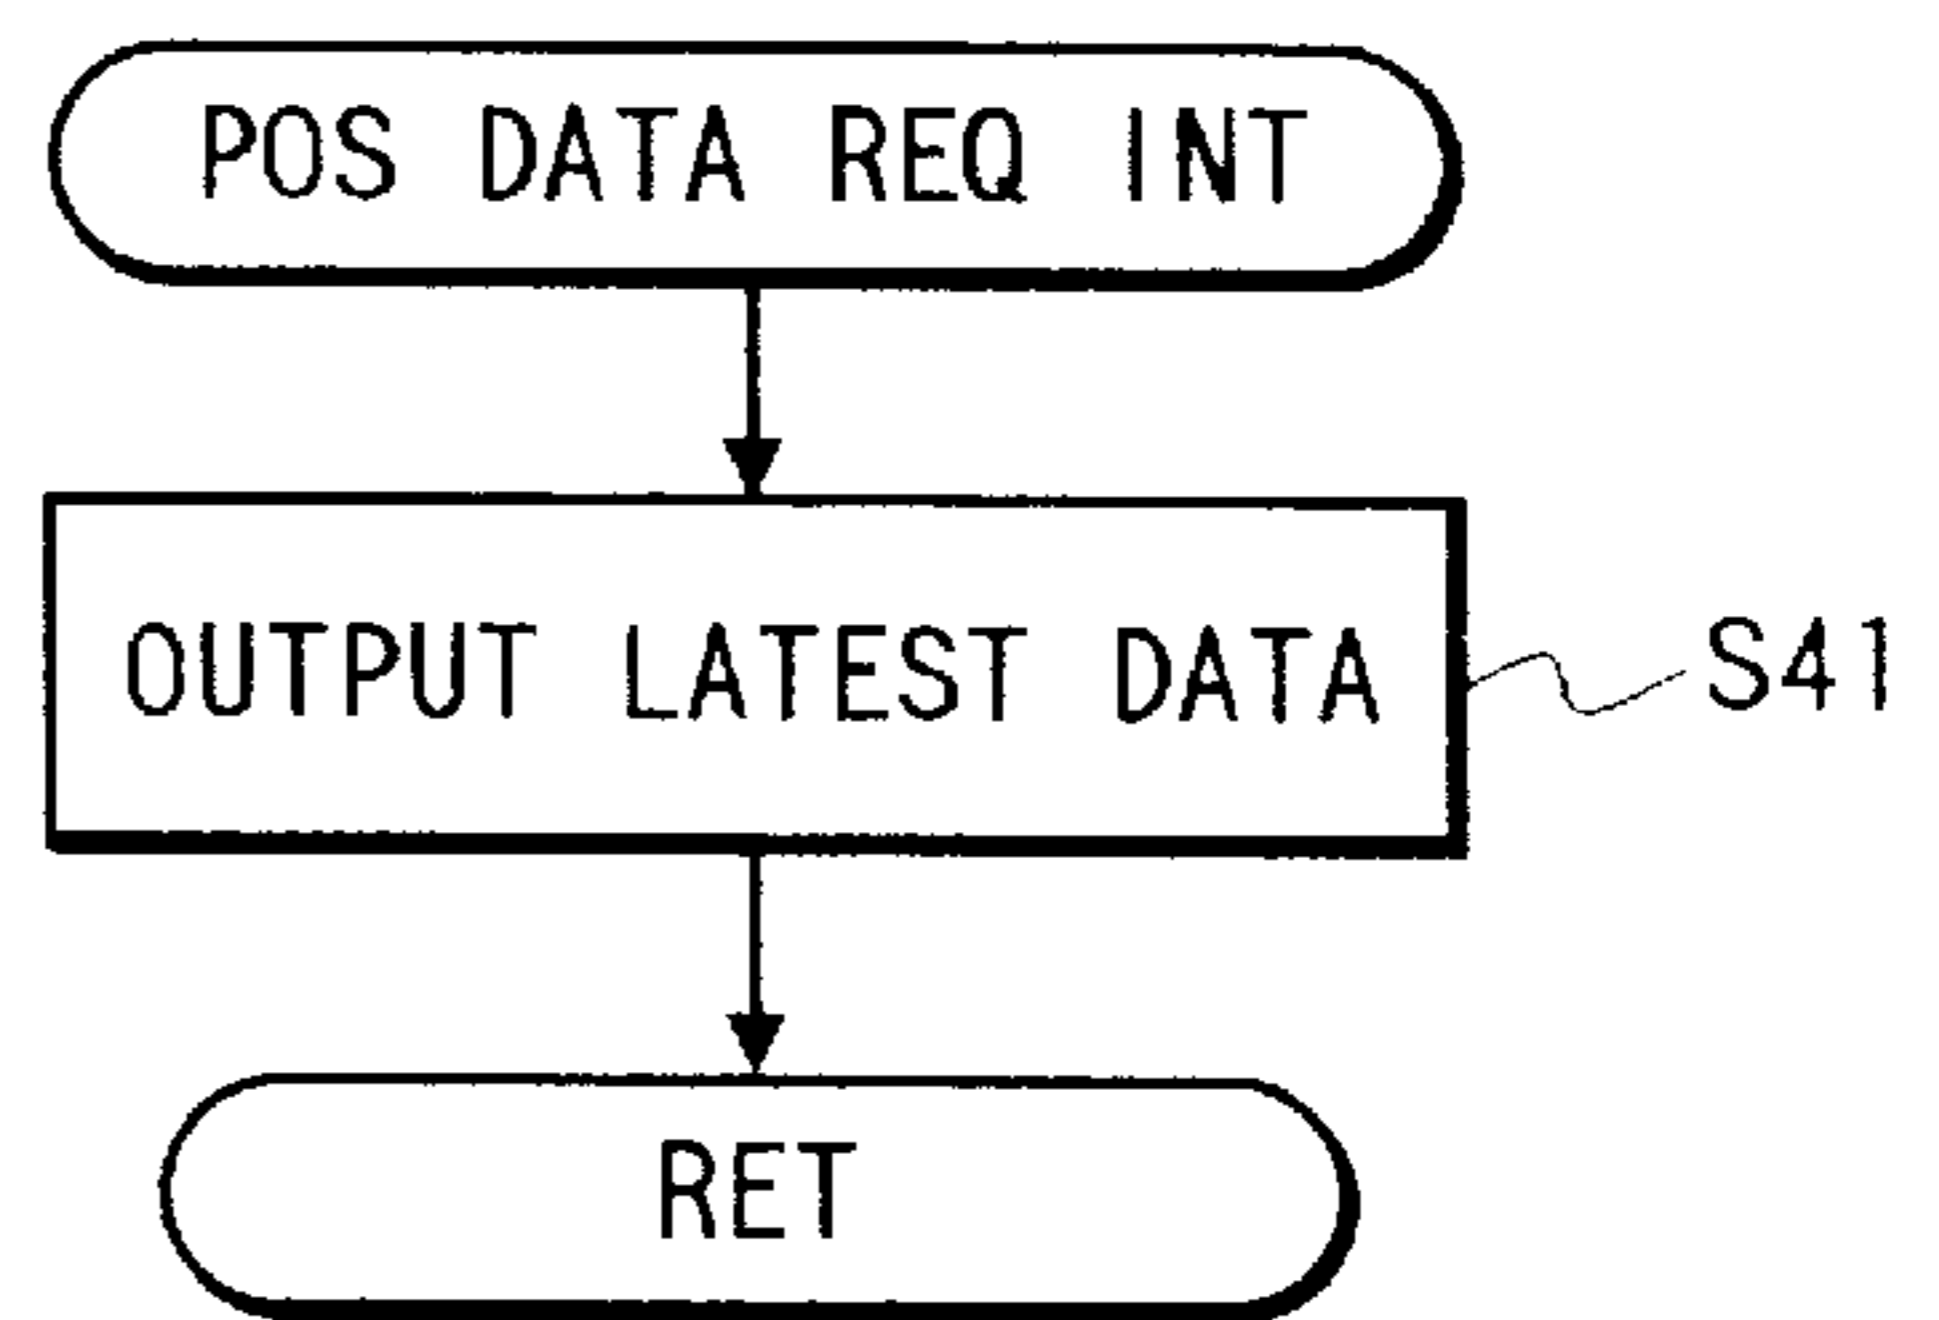 POS DATA REQ INT
OUTPUT LATEST DATA
S41
RET